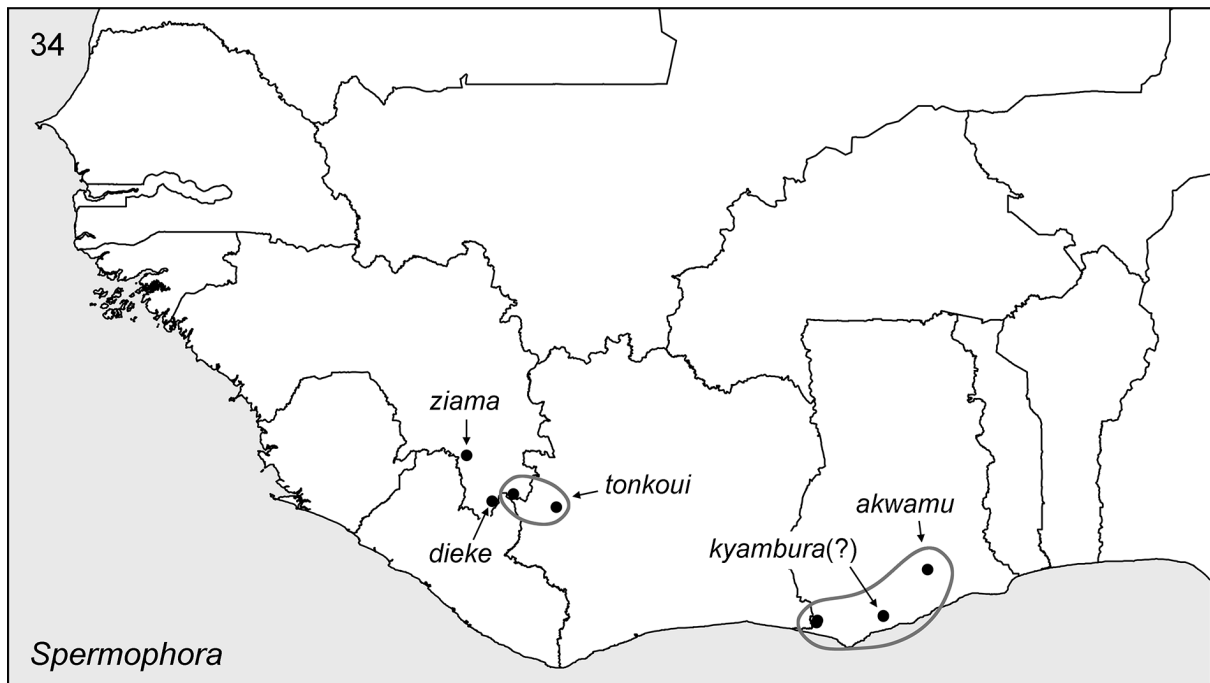 34
ziama
tonkoui
dieke
akwamu
kyambura(?)
Spermophora